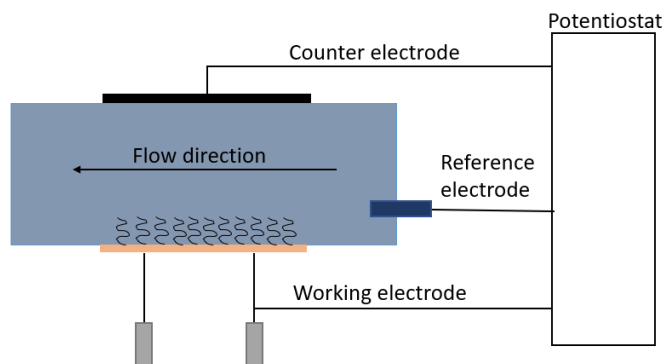 Potentiostat
Counter electrode
Flow direction
Reference
electrode
Working electrode